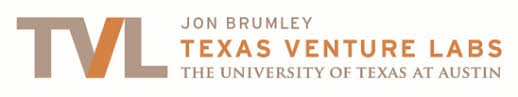 TVL
JON BRUMLEY
TEXAS VENTURE LABS
THE UNIVERSITY OF TEXAS AT AUSTIN